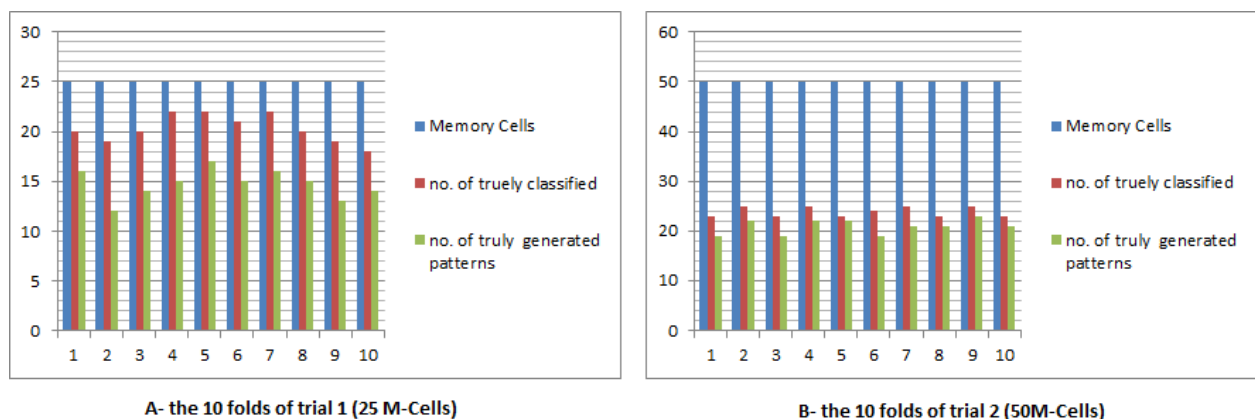 30
25
20
15
10
5
0
1 2 3 4 5 6 7 8 9 10
Memory Cells
no. of truely classified
no. of truly generated
patterns
A- the 10 folds of trial 1 (25 M-Cells)
60
50
40
30
20
10
0
1 2 3 4 5 6 7 8 9 10
Memory Cells
no. of truely classified
no. of truly generated
patterns
B- the 10 folds of trial 2 (50M-Cells)